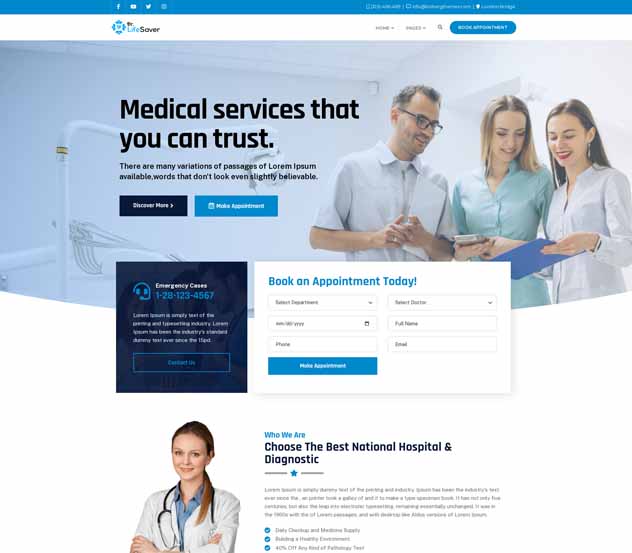 info@iceberg
London Bridge
Dr.
LifeSaver
HOME
PAGES
BOOK APPOINTMENT
Medical services that
you can trust.
There are many variations of passages of Lorem Ipsum
available,words that don't look even slightly believable.
Discover More
Make Appointment
Emergency Cases
1-28-123-4567
Lorem Ipsum is simply text of the
printing and typesetting industry. Lorem
Ipsum has been the industry's standard
dummy text ever since the 15pd.
Contact Us
Book an Appointment Today!
Select Department
Select Doctor
mm/dd/yyyy
Full Name
Phone
Email
Make Appointment
Who We Are
Choose The Best National Hospital &
Diagnostic
Lorem Ipsum is simply dummy text of the printing and industry. Ipsum has been the industry's text
ever since the , an printer took a galley of and it to make a type specimen book. It has not only five
centuries, but also the leap into electronic typesetting, remaining essentially unchanged. It was in
the 1960s with the of Lorem passages, and with desktop like Aldus versions of Lorem Ipsum.
Daily Checkup and Medicine Supply
Building a Healthy Environment
40% Off Any Kind of Pathology Test